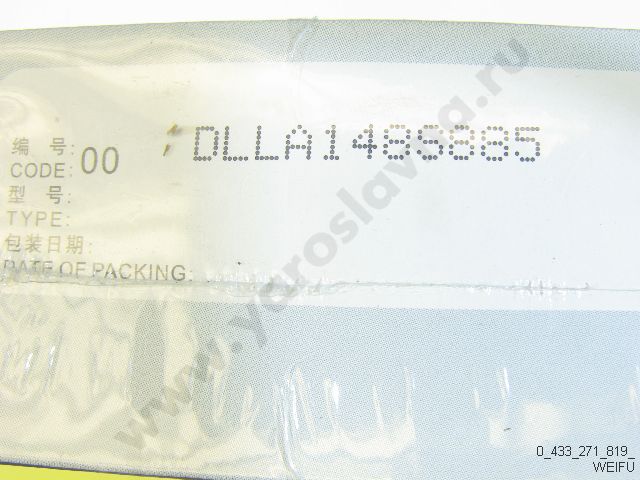 编 号:
CODE: 00
DLLA148S885
型 号:
TYPE:
包装日期:
DATE OF PACKING:
www.yaroslavna.ru
0_433_271_819_
WEIFU